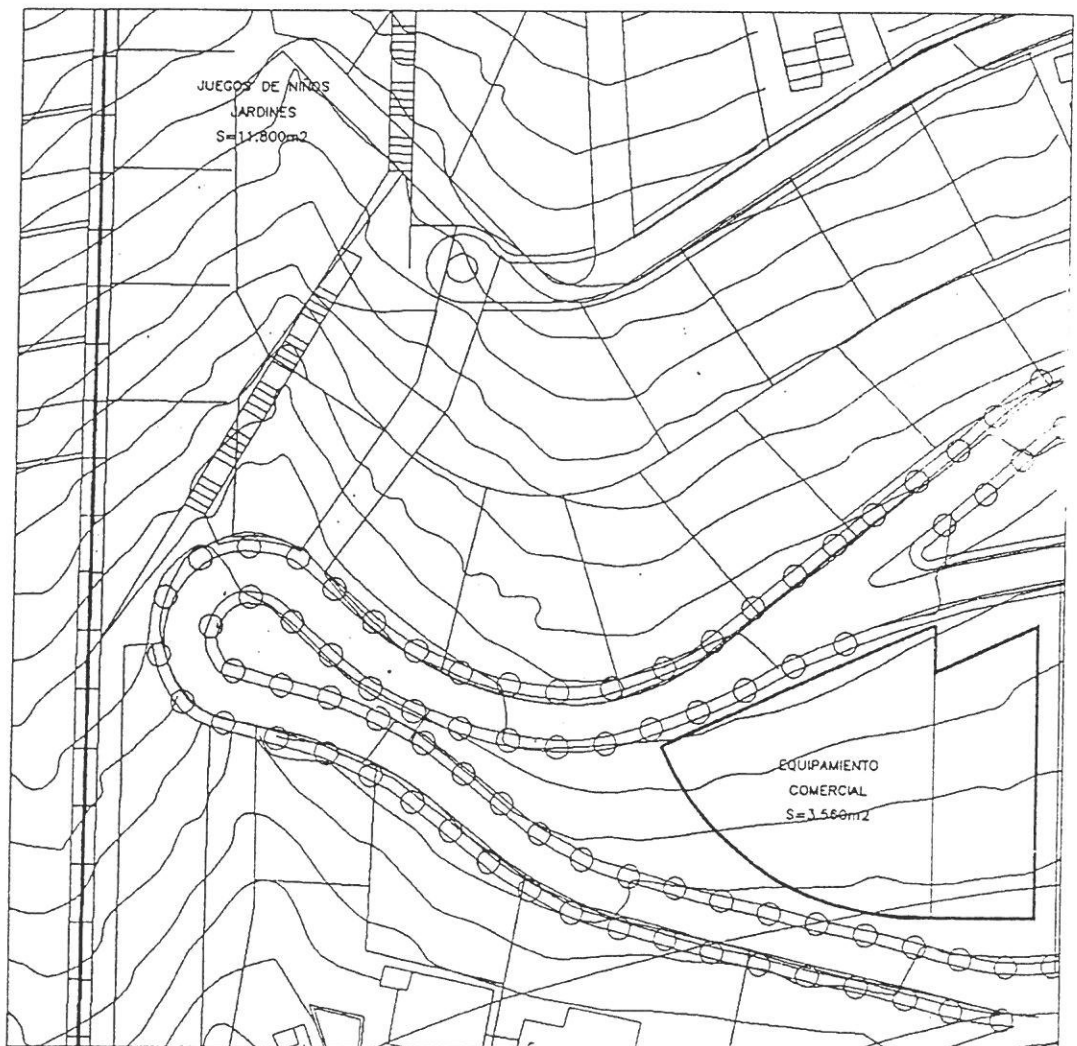 JUEGOS DE NIÑOS
JARDINES
S=11.800m2
EQUIPAMIENTO
COMERCIAL
S=3.560m2